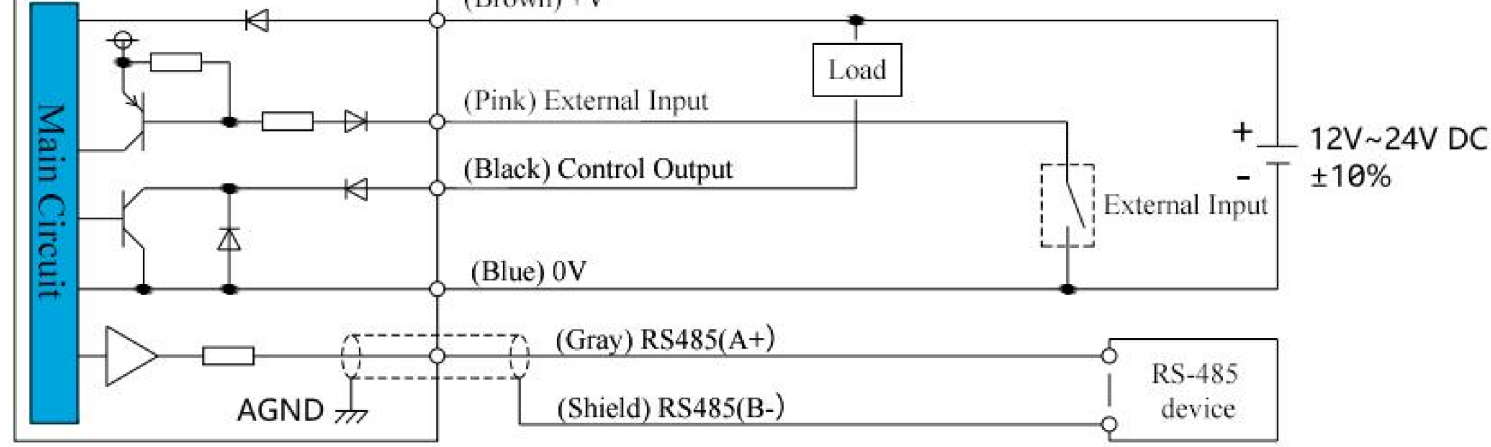 (Brown) +V
Load
(Pink) External Input
+
12V~24V DC
(Black) Control Output
-
±10%
Main Circuit
External Input
(Blue) 0V
(Gray) RS485(A+)
RS-485
device
AGND
(Shield) RS485(B-)